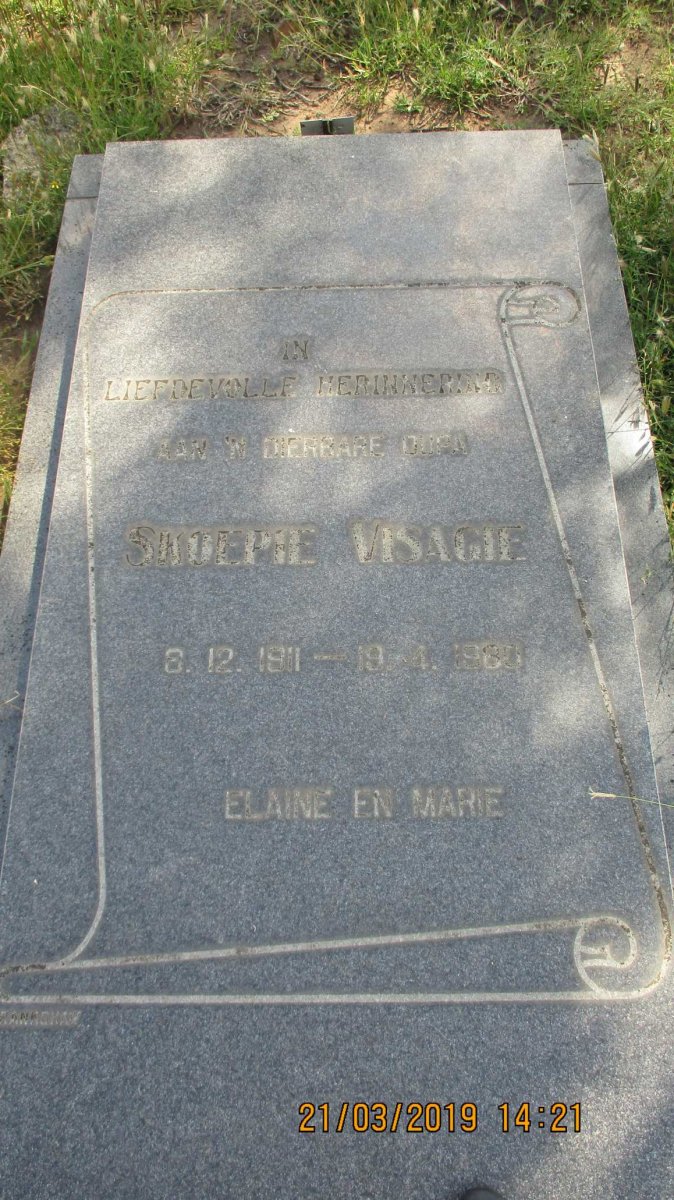 IN
LIEFDEVOLLE HERINNERING
AAN 'N DIERBARE OUPA
SKOEPIE VISAGIE
8. 12. 1911 — 19. 4. 1980
ELAINE EN MARIE
21/03/2019 14:21